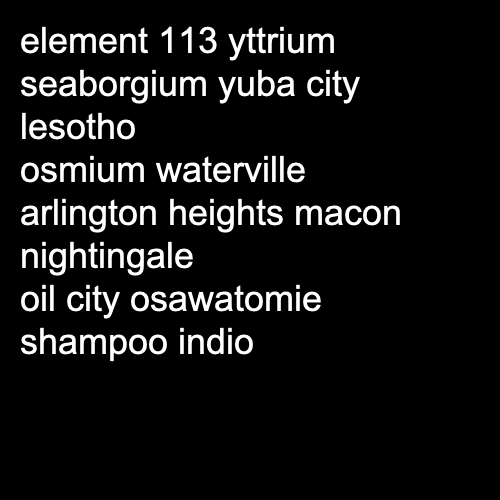 element 113 yttrium
seaborgium yuba city
lesotho
osmium waterville
arlington heights macon
nightingale
oil city osawatomie
shampoo indio